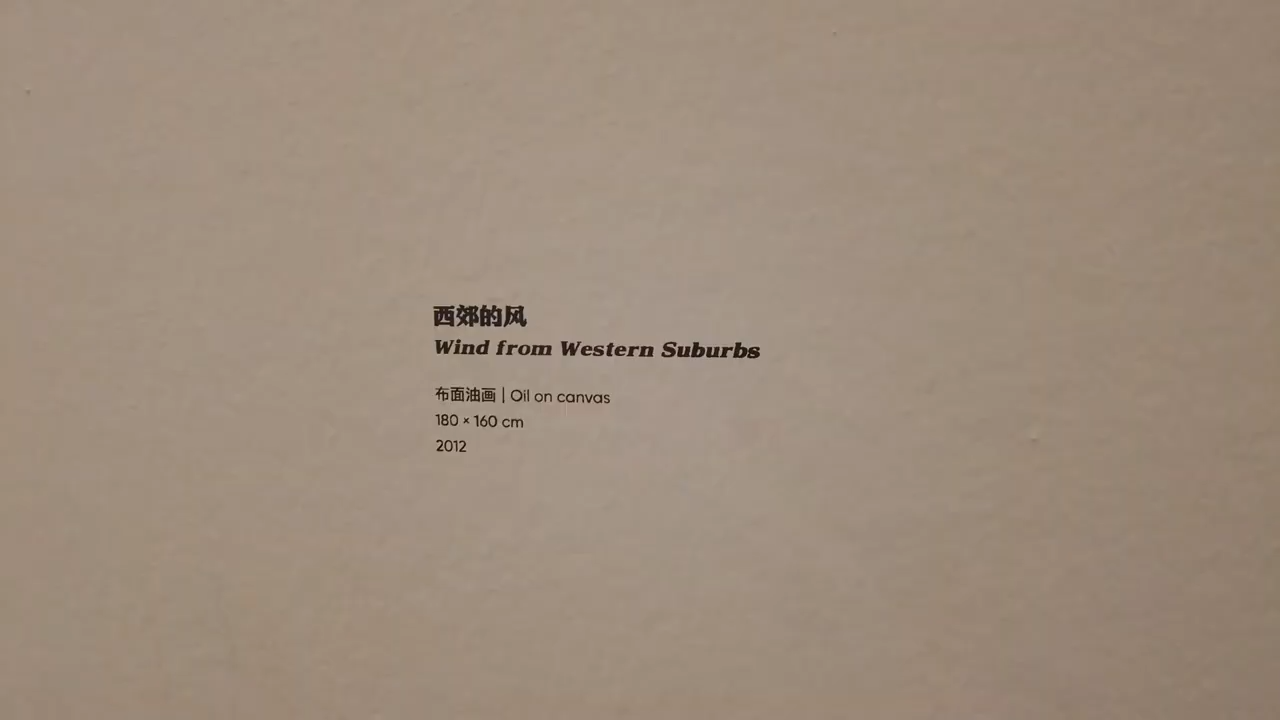 西郊的风
Wind from Western Suburbs
布面油画 | Oil on canvas
180 × 160 cm
2012